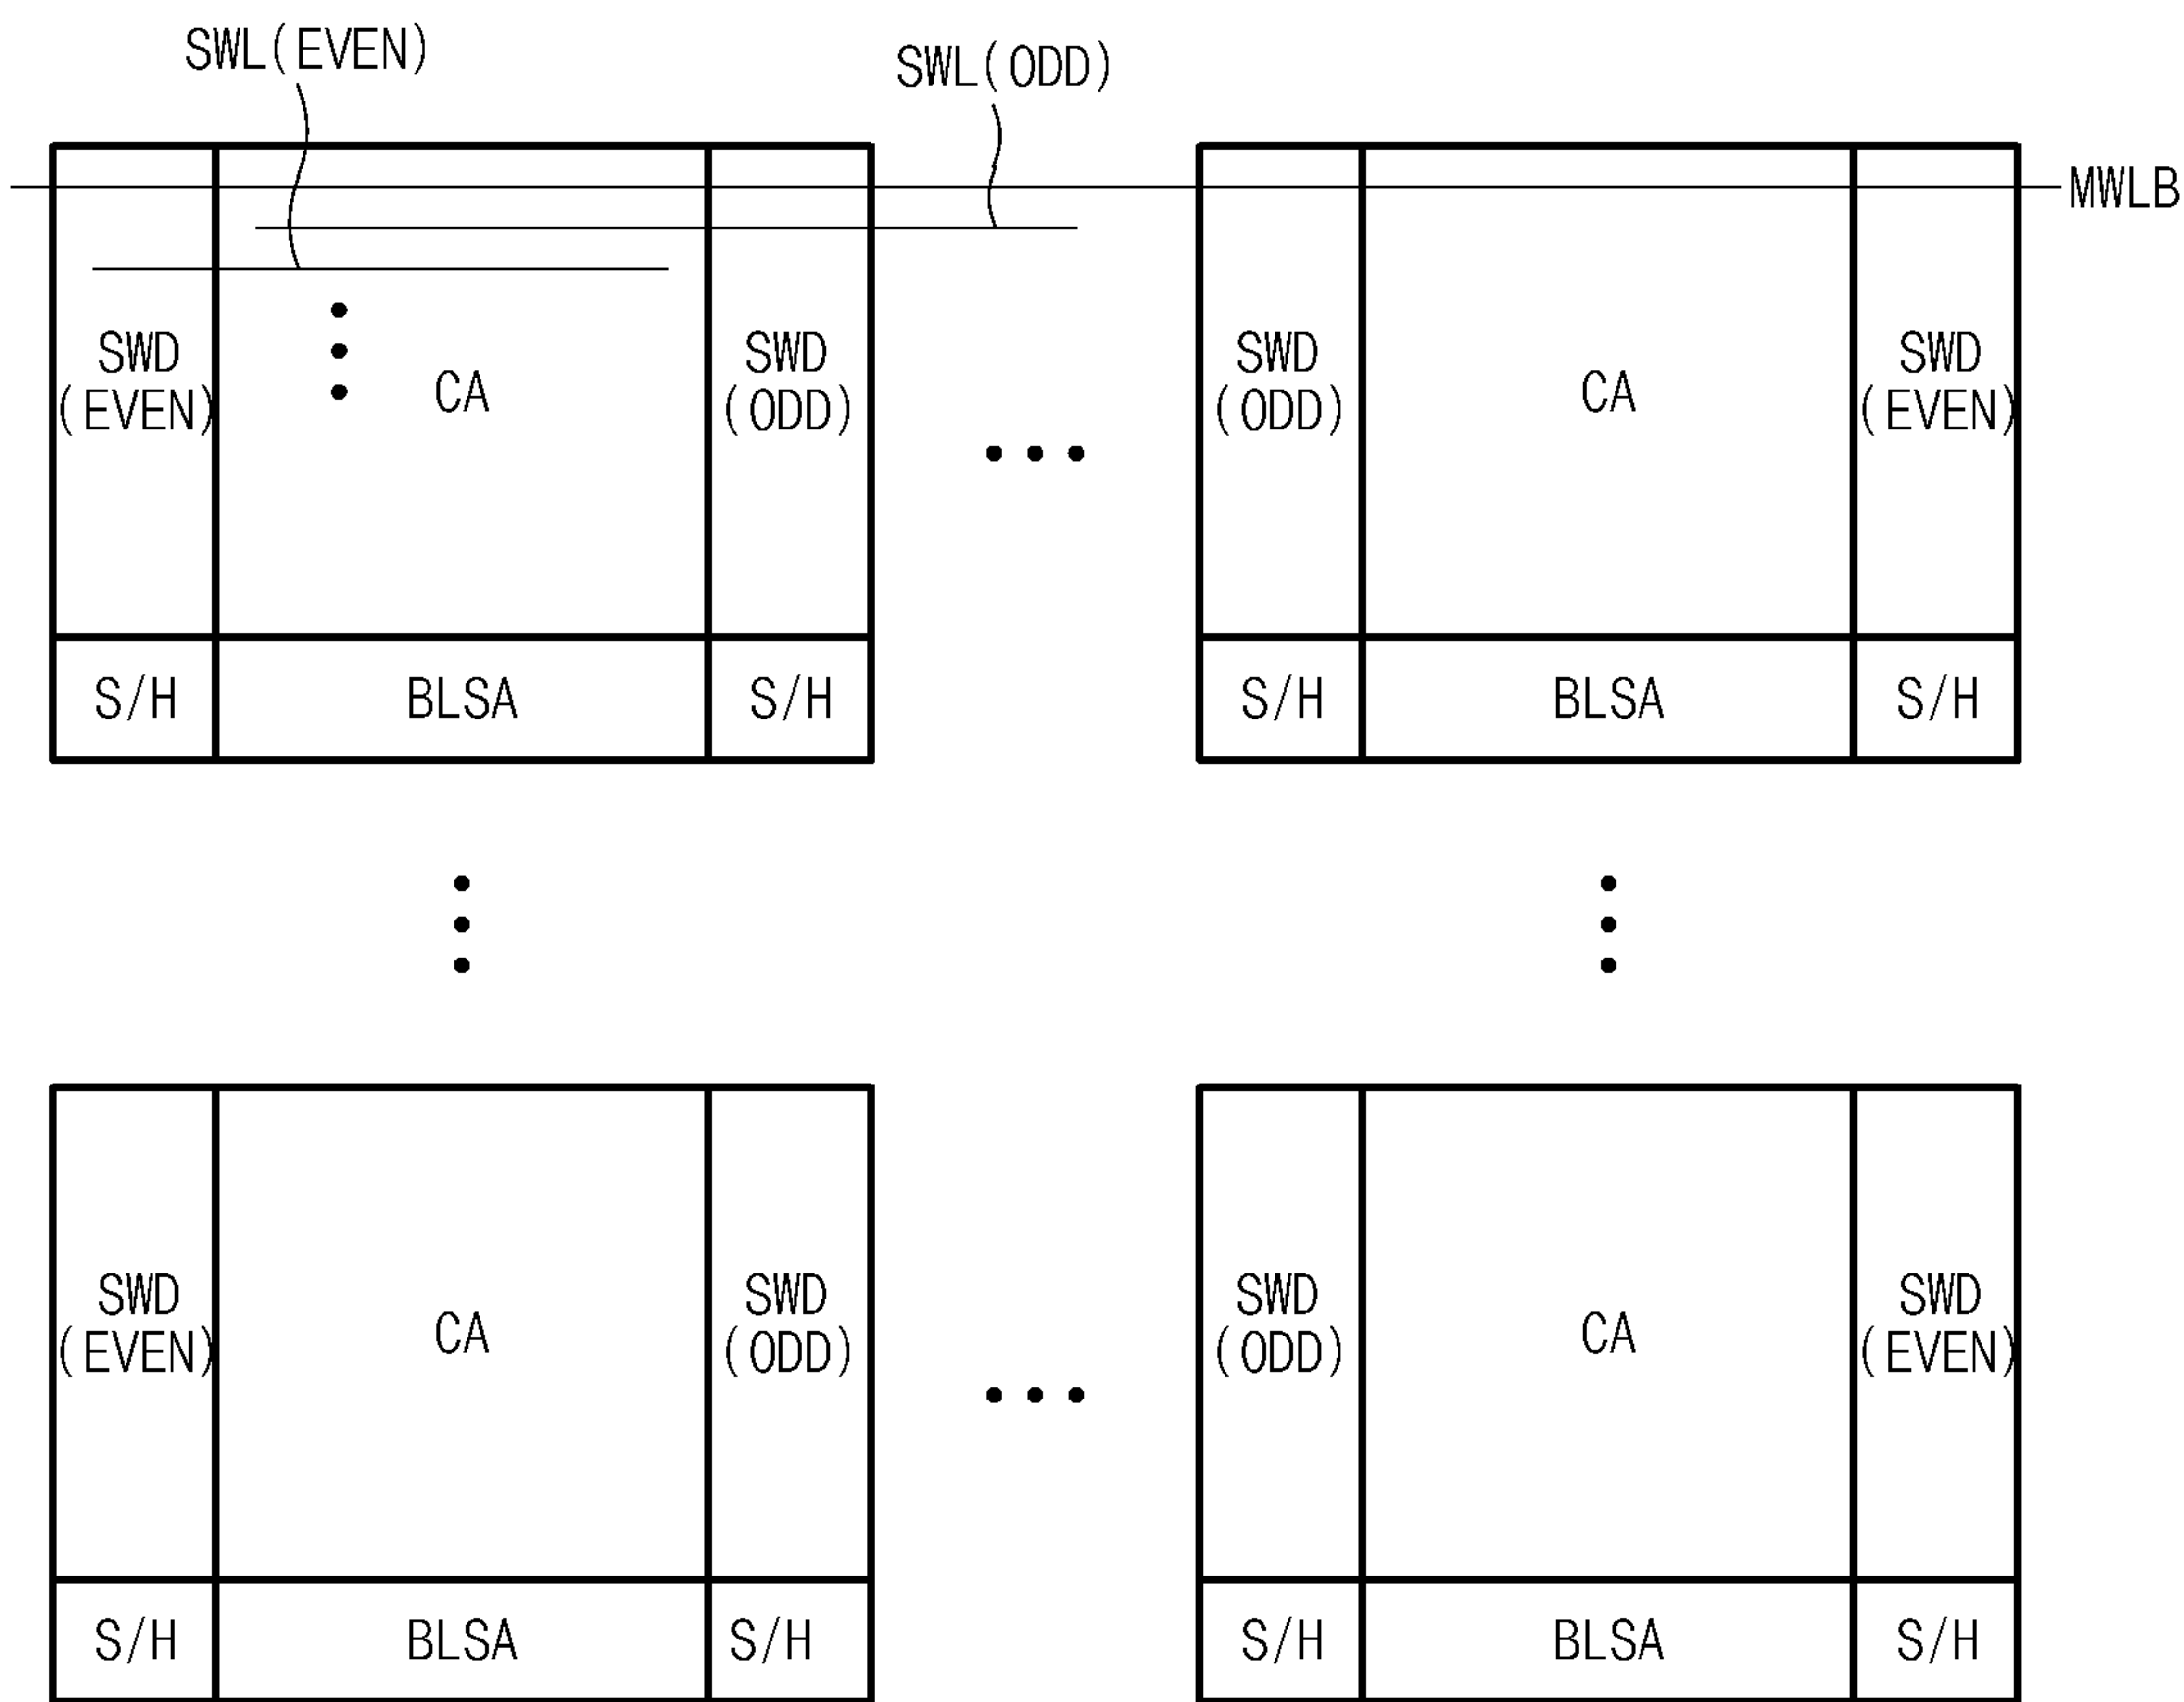 SWL(EVEN)
SWL(ODD)
MWLB
SWD
(EVEN)
CA
SWD
(ODD)
SWD
(ODD)
CA
SWD
(EVEN)
S/H
BLSA
S/H
S/H
BLSA
S/H
SWD
(EVEN)
CA
SWD
(ODD)
SWD
(ODD)
CA
SWD
(EVEN)
S/H
BLSA
S/H
S/H
BLSA
S/H